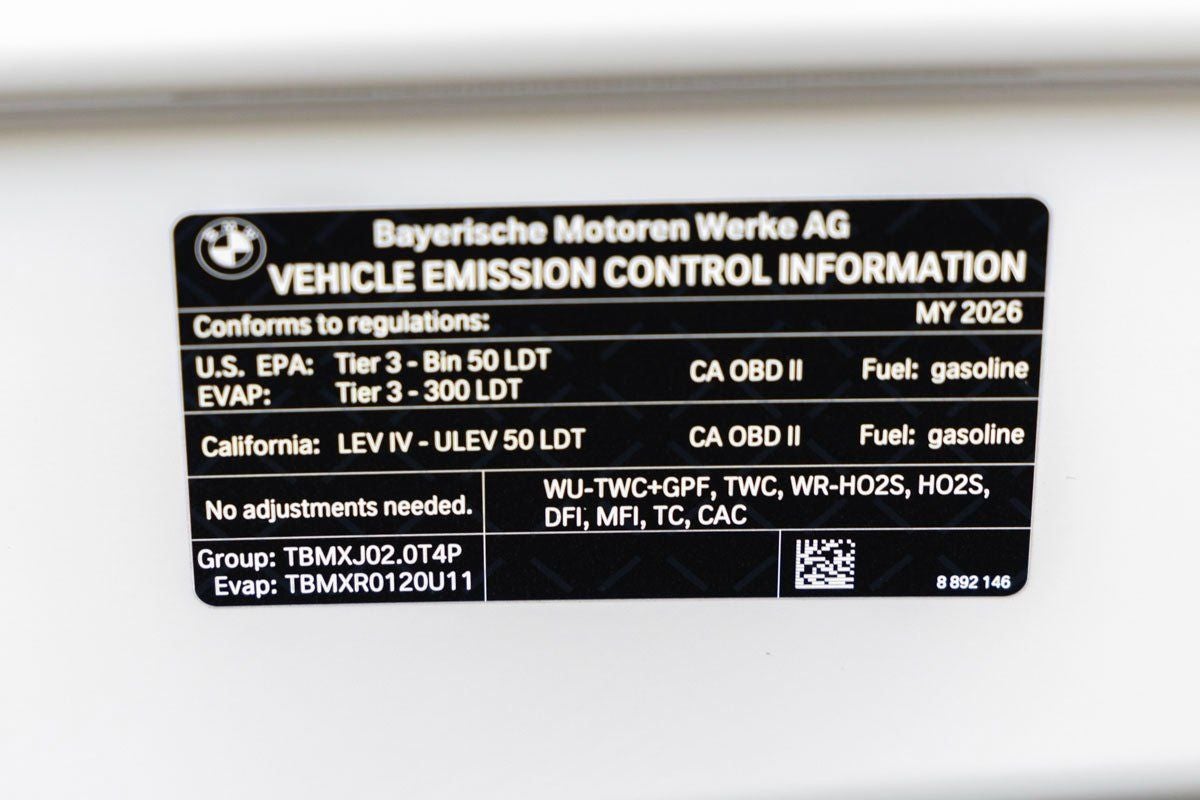 BMW
Bayerische Motoren Werke AG
VEHICLE EMISSION CONTROL INFORMATION
Conforms to regulations: MY 2026
U.S. EPA: Tier 3 - Bin 50 LDT CA OBD II Fuel: gasoline
EVAP: Tier 3 - 300 LDT
California: LEV IV - ULEV 50 LDT CA OBD II Fuel: gasoline
No adjustments needed.
WU-TWC+GPF, TWC, WR-HO2S, HO2S,
DFI, MFI, TC, CAC
Group: TBMXJ02.0T4P
Evap: TBMXR0120U11
8 892 146